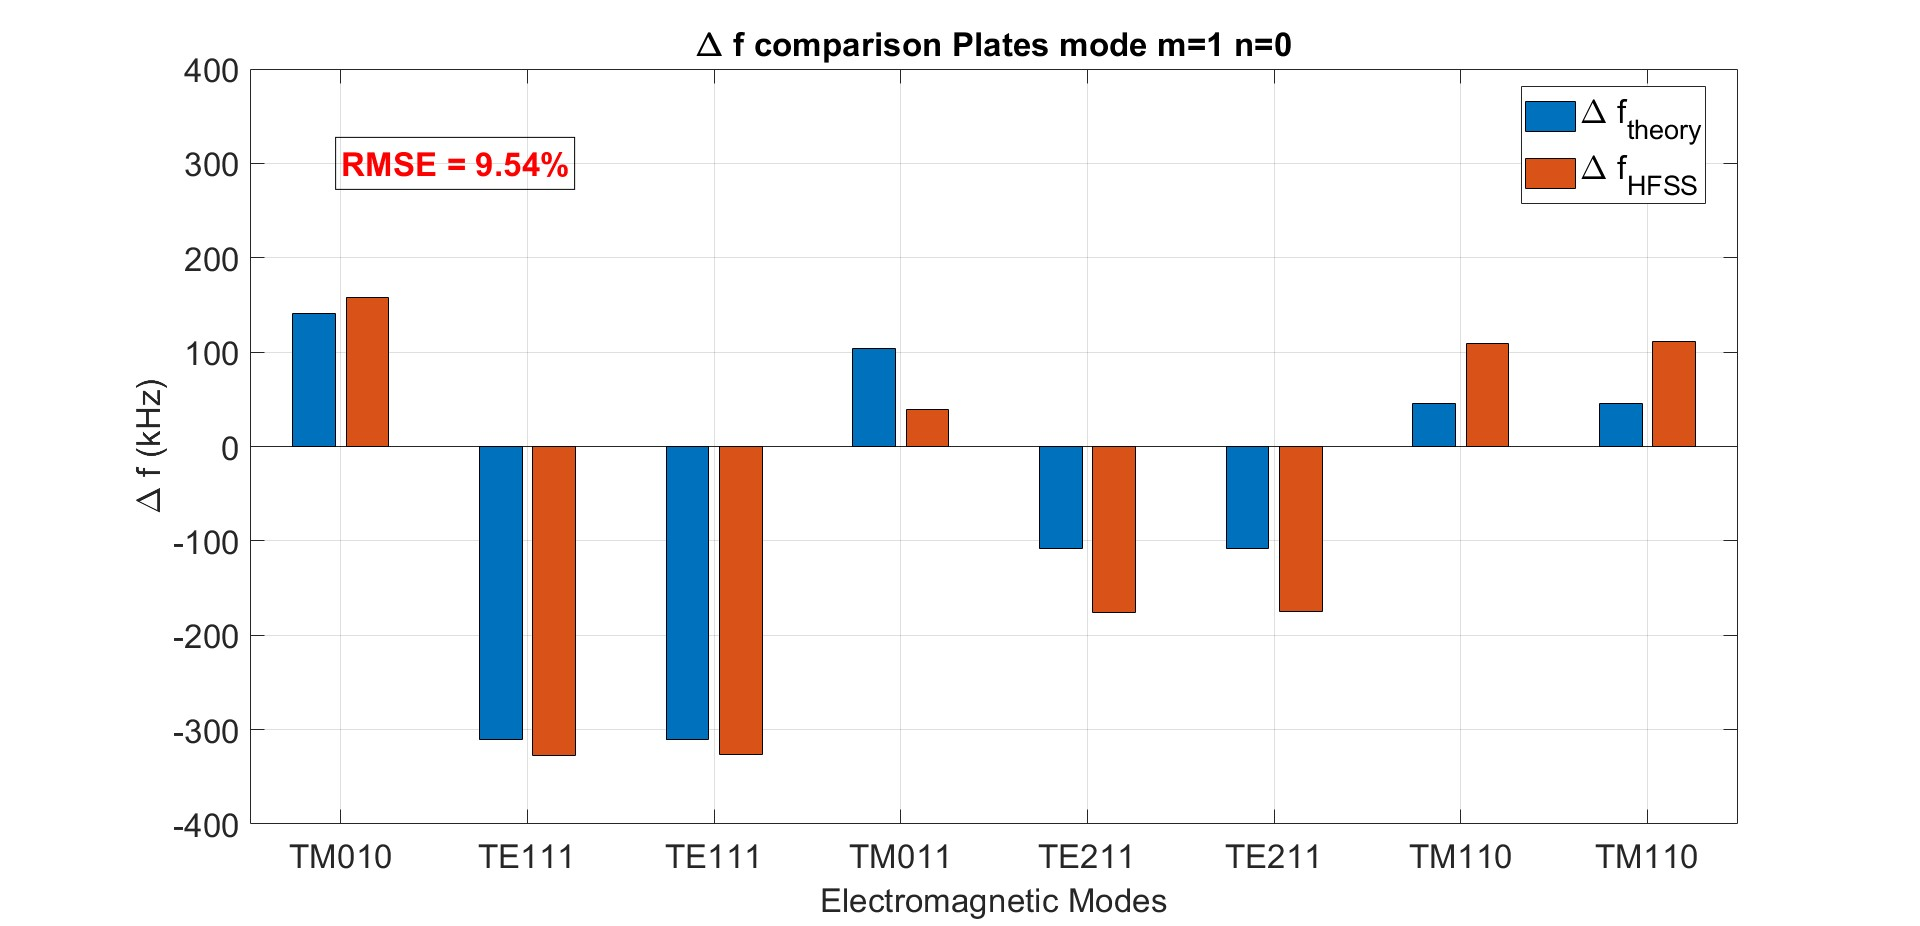 Δ f comparison Plates mode m=1 n=0
400
300
200
100
0
-100
-200
-300
-400
Δ f (kHz)
RMSE = 9.54%
Δ f_theory
Δ f_HFSS
TM010 TE111 TE111 TM011 TE211 TE211 TM110 TM110
Electromagnetic Modes